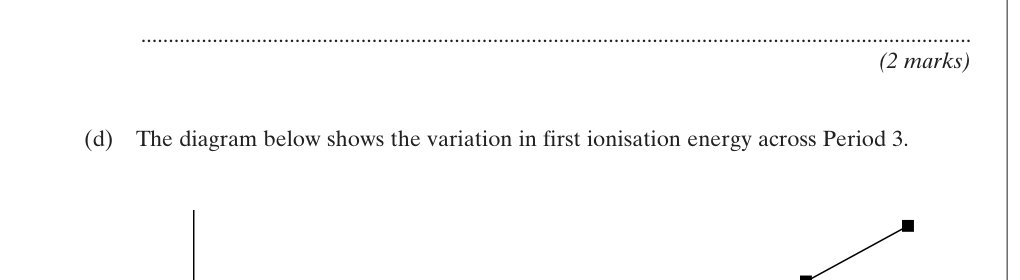 (2 marks)
(d) The diagram below shows the variation in first ionisation energy across Period 3.